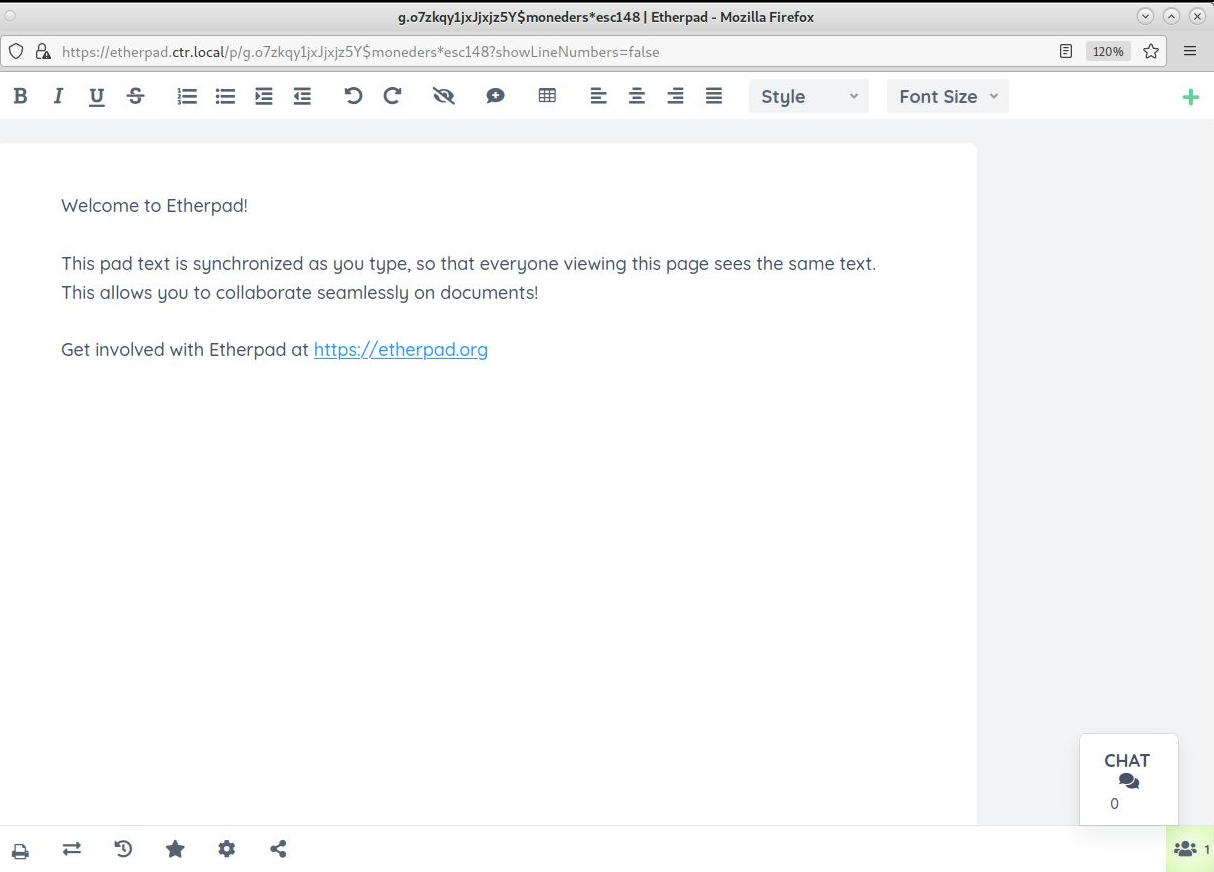 g.o7zkqy1jxJjxjz5Y$moneders*esc148 | Etherpad - Mozilla Firefox
https://etherpad.ctr.local/p/g.o7zkqy1jxJjxjz5Y$moneders*esc148?showLineNumbers=false 120%
B I U S Style Font Size
Welcome to Etherpad!
This pad text is synchronized as you type, so that everyone viewing this page sees the same text.
This allows you to collaborate seamlessly on documents!
Get involved with Etherpad at https://etherpad.org
CHAT
0
1